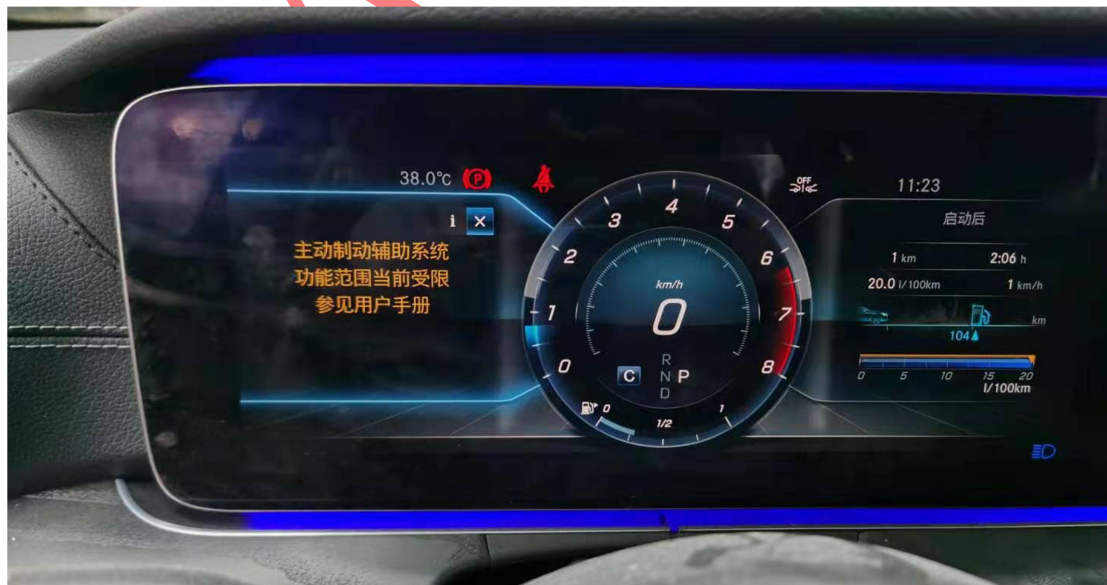 38.0°C
11:23
OFF
i ×
主动制动辅助系统
功能范围当前受限
参见用户手册
启动后
1 km 2:06 h
20.0 l/100km 1 km/h
km
104
0 5 10 15 20
l/100km
0
1
2
3
4
5
6
7
8
km/h
0
R
C N P
D
0 1/2 1
P